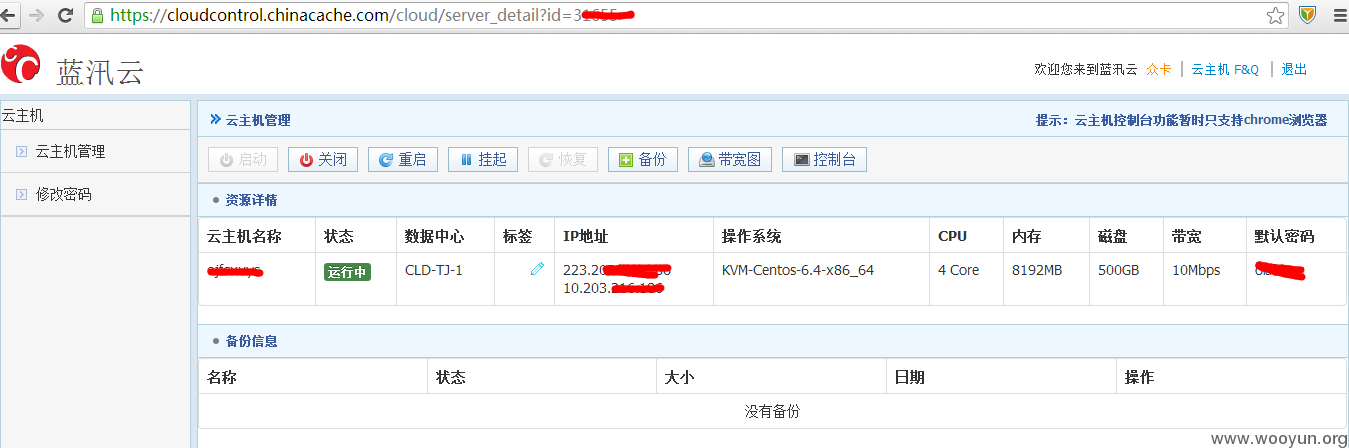 https://cloudcontrol.chinacache.com/cloud/server_detail?id=3
蓝汛云
欢迎您来到蓝汛云 众卡 | 云主机 F&Q | 退出
云主机
云主机管理
修改密码
云主机管理 提示：云主机控制台功能暂时只支持chrome浏览器
启动 关闭 重启 挂起 恢复 备份 带宽图 控制台
资源详情
云主机名称 状态 数据中心 标签 IP地址 操作系统 CPU 内存 磁盘 带宽 默认密码
运行中 CLD-TJ-1 223.20 KVM-Centos-6.4-x86_64 4 Core 8192MB 500GB 10Mbps
10.203.
备份信息
名称 状态 大小 日期 操作
没有备份
www.wooyun.org